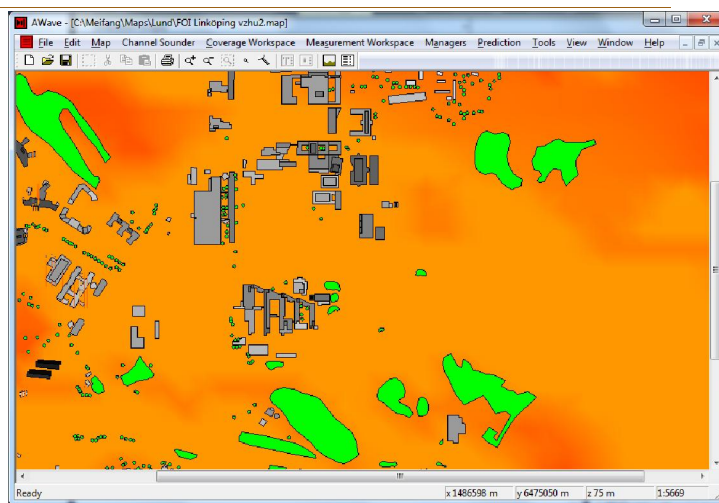 AWave - [C:\Meifang\Maps\Lund\FOI Linköping vzhu2.map]
File Edit Map Channel Sounder Coverage Workspace Measurement Workspace Managers Prediction Tools View Window Help
Ready x 1486598 m y 6475050 m z 75 m 1:5669